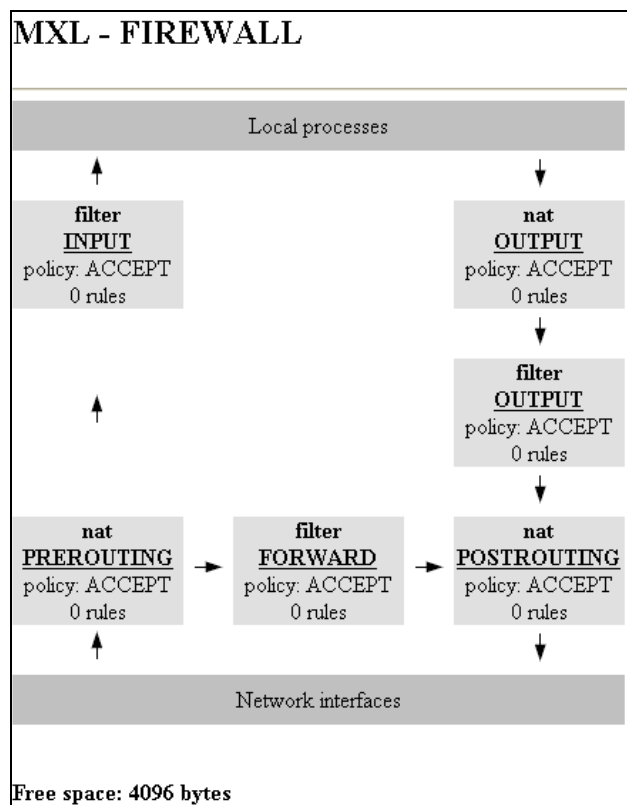 MXL - FIREWALL
Local processes
filter
INPUT
policy: ACCEPT
0 rules
nat
OUTPUT
policy: ACCEPT
0 rules
filter
OUTPUT
policy: ACCEPT
0 rules
nat
PREROUTING
policy: ACCEPT
0 rules
filter
FORWARD
policy: ACCEPT
0 rules
nat
POSTROUTING
policy: ACCEPT
0 rules
Network interfaces
Free space: 4096 bytes